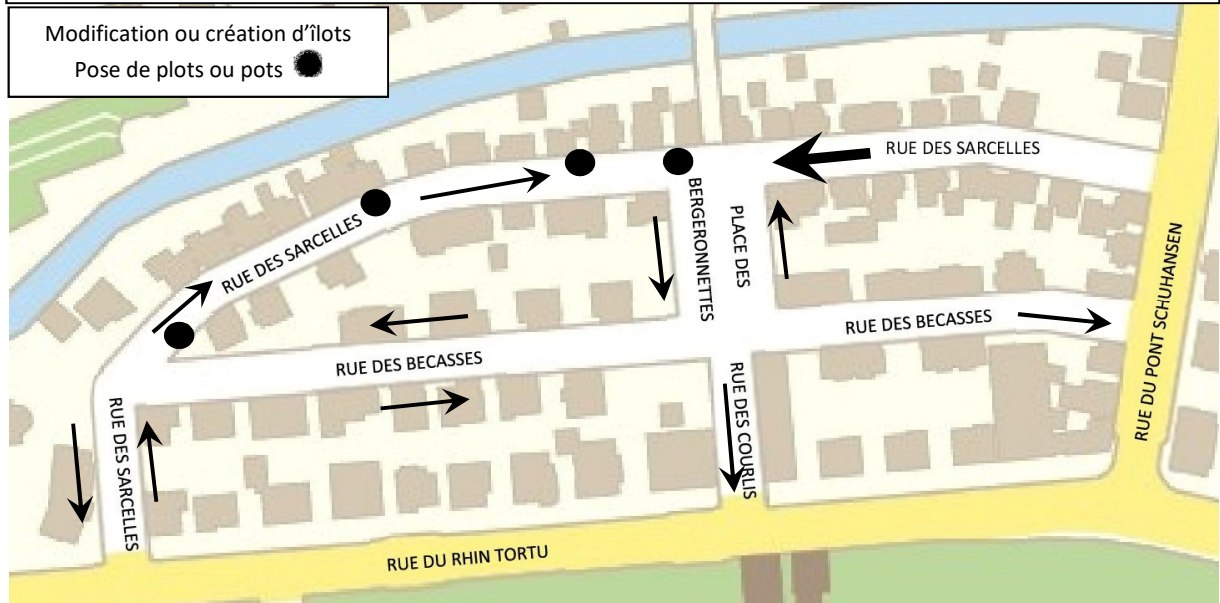 Modification ou création d’îlots
Pose de plots ou pots
RUE DES SARCELLES
RUE DES SARCELLES
BERGERONNETTES
PLACE DES
RUE DU PONT SCHUHANSEN
RUE DES BECASSES
RUE DES BECASSES
RUE DES SARCELLES
RUE DES COURLIS
RUE DU RHIN TORTU